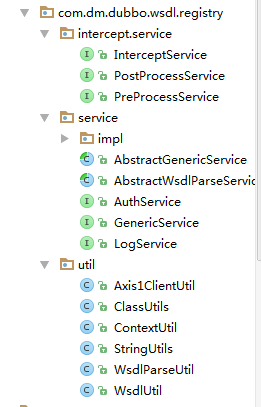 com.dm.dubbo.wsdl.registry
intercept.service
InterceptService
PostProcessService
PreProcessService
service
impl
AbstractGenericService
AbstractWsdlParseServic
AuthService
GenericService
LogService
util
Axis1ClientUtil
ClassUtils
ContextUtil
StringUtils
WsdlParseUtil
WsdlUtil